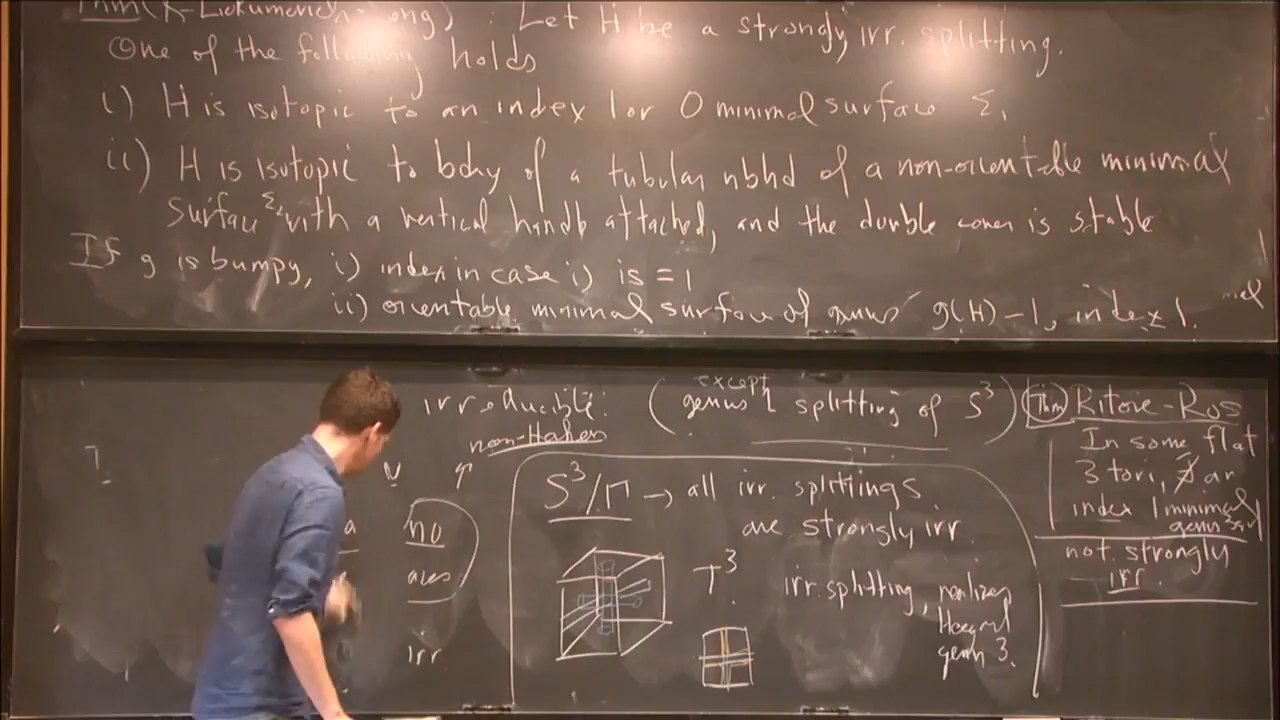 Thm (K-Liokumovich-Song) : Let H be a strongly irr. splitting.
One of the following holds
i) H is isotopic to an index 1 or 0 minimal surface Σ₁
ii) H is isotopic to bdry of a tubular nbhd of a non-orientable minimal
surface Σ₂ with a vertical handle attached, and the double cover is stable
If g is bumpy, i) index in case i) is = 1
ii) orientable minimal surface of genus g(H)-1, index 1.
irreducible:
non-Haken
(except genus 1 splitting of S³)
no
aces
irr.
S³/Γ → all irr. splittings
are strongly irr.
T³
irr. splitting, realizes
Heegard
genus 3.
Thm Ritore-Ros
In some flat
3 tori, ∄ an
index 1 minimal
genus 3
not strongly
irr.